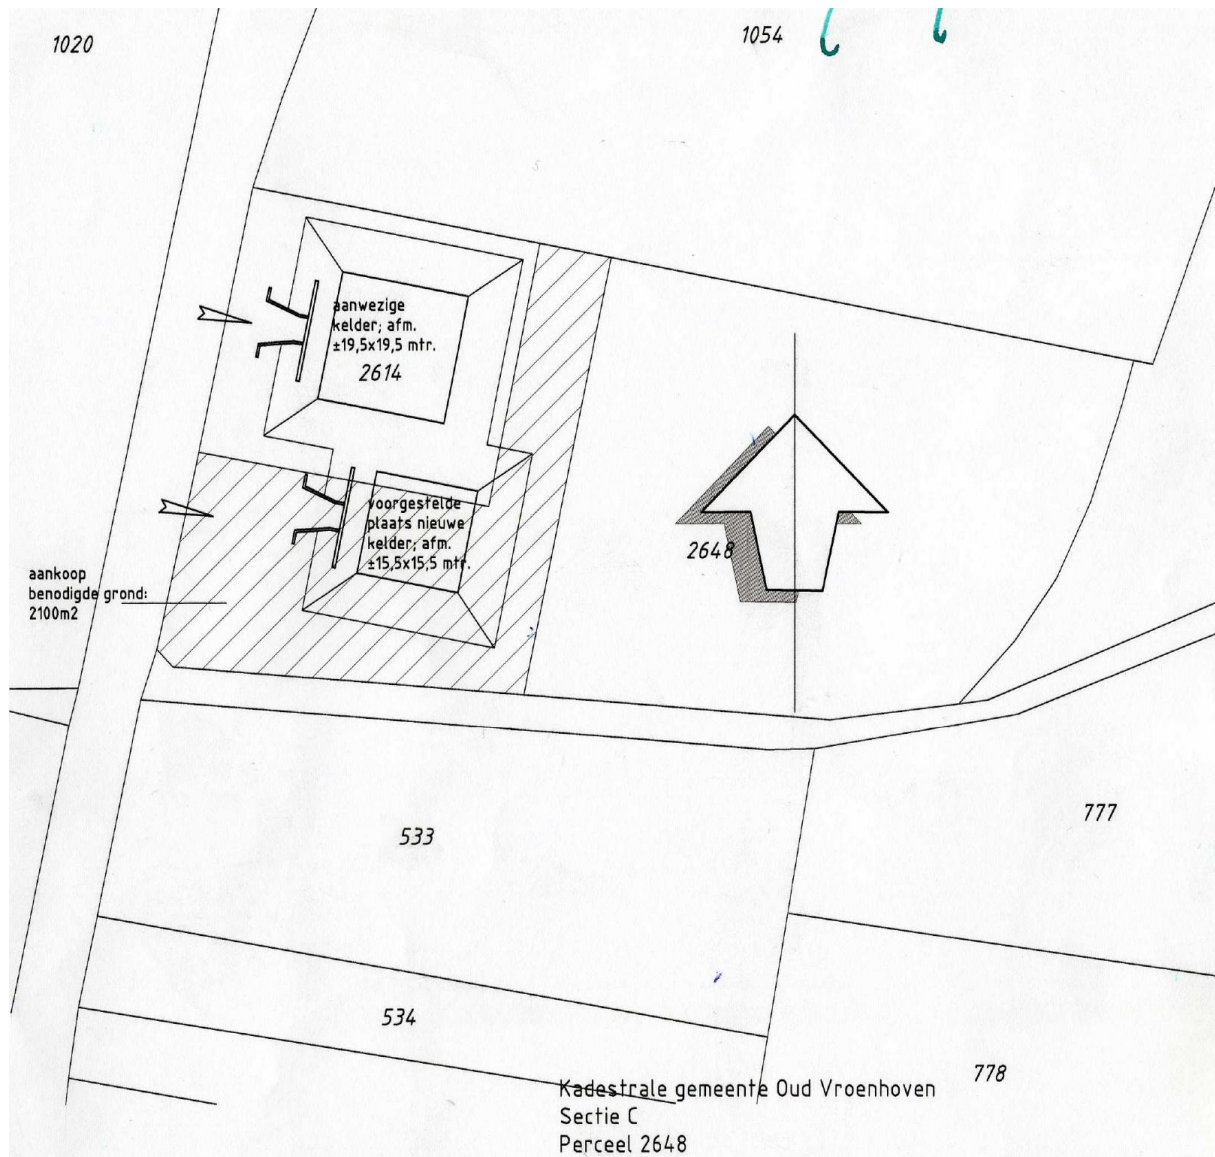 1020
1054
aanwezige
kelder; afm.
±19,5x19,5 mtr.
2614
voorgestelde
plaats nieuwe
kelder; afm.
±15,5x15,5 mtr.
2648
aankoop
benodigde grond:
2100m2
533
777
534
778
Kadestrale gemeente Oud Vroenhoven
Sectie C
Perceel 2648